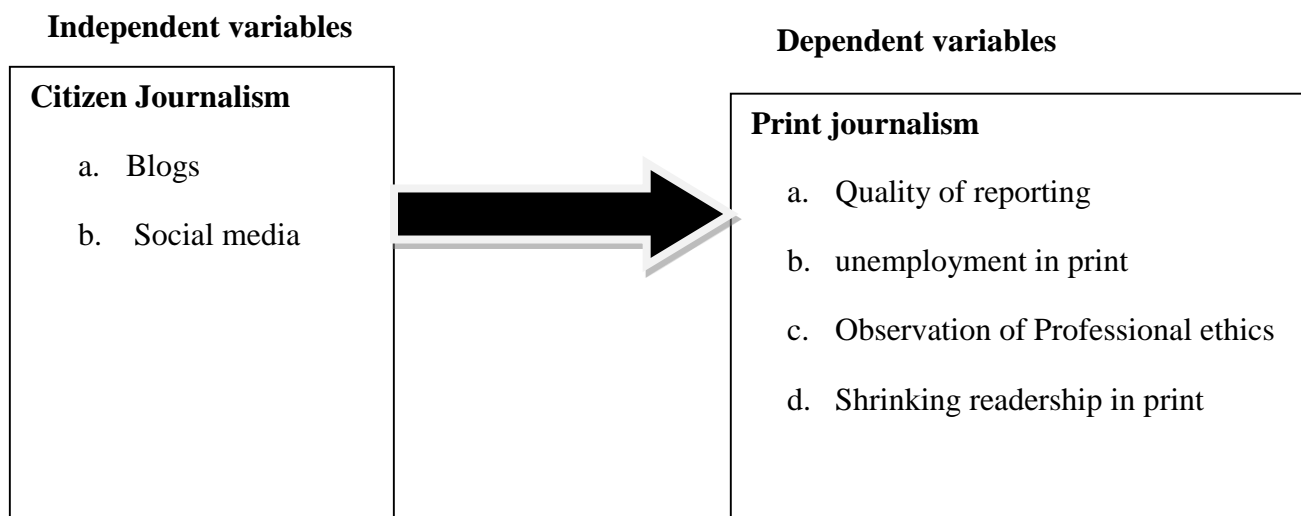 Independent variables
Dependent variables
Citizen Journalism
a. Blogs
b. Social media
Print journalism
a. Quality of reporting
b. unemployment in print
c. Observation of Professional ethics
d. Shrinking readership in print